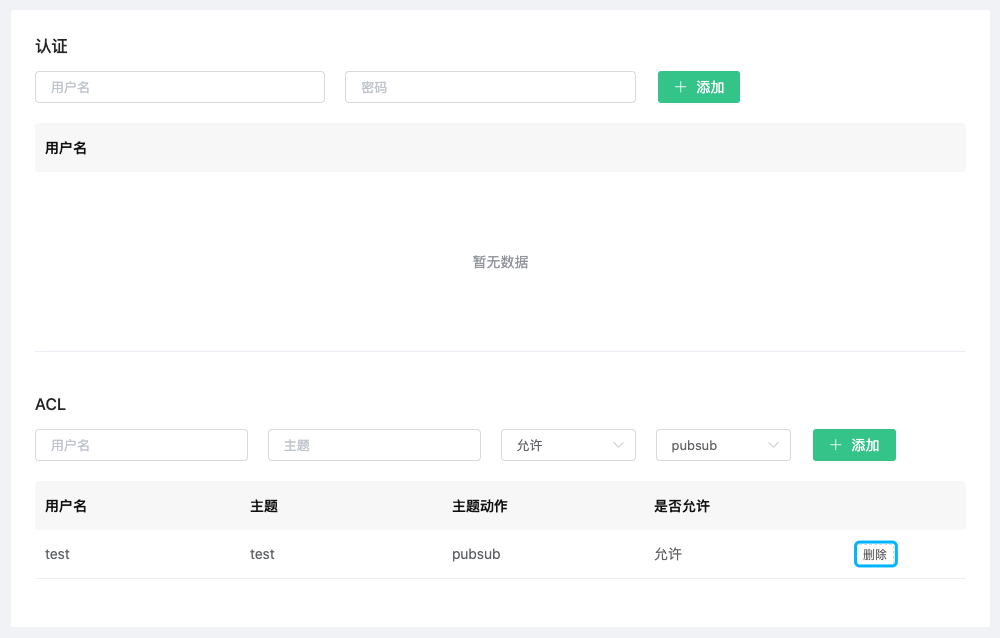 认证
用户名 密码 添加
用户名
暂无数据
ACL
用户名 主题 允许 pubsub 添加
用户名 主题 主题动作 是否允许
test test pubsub 允许 删除